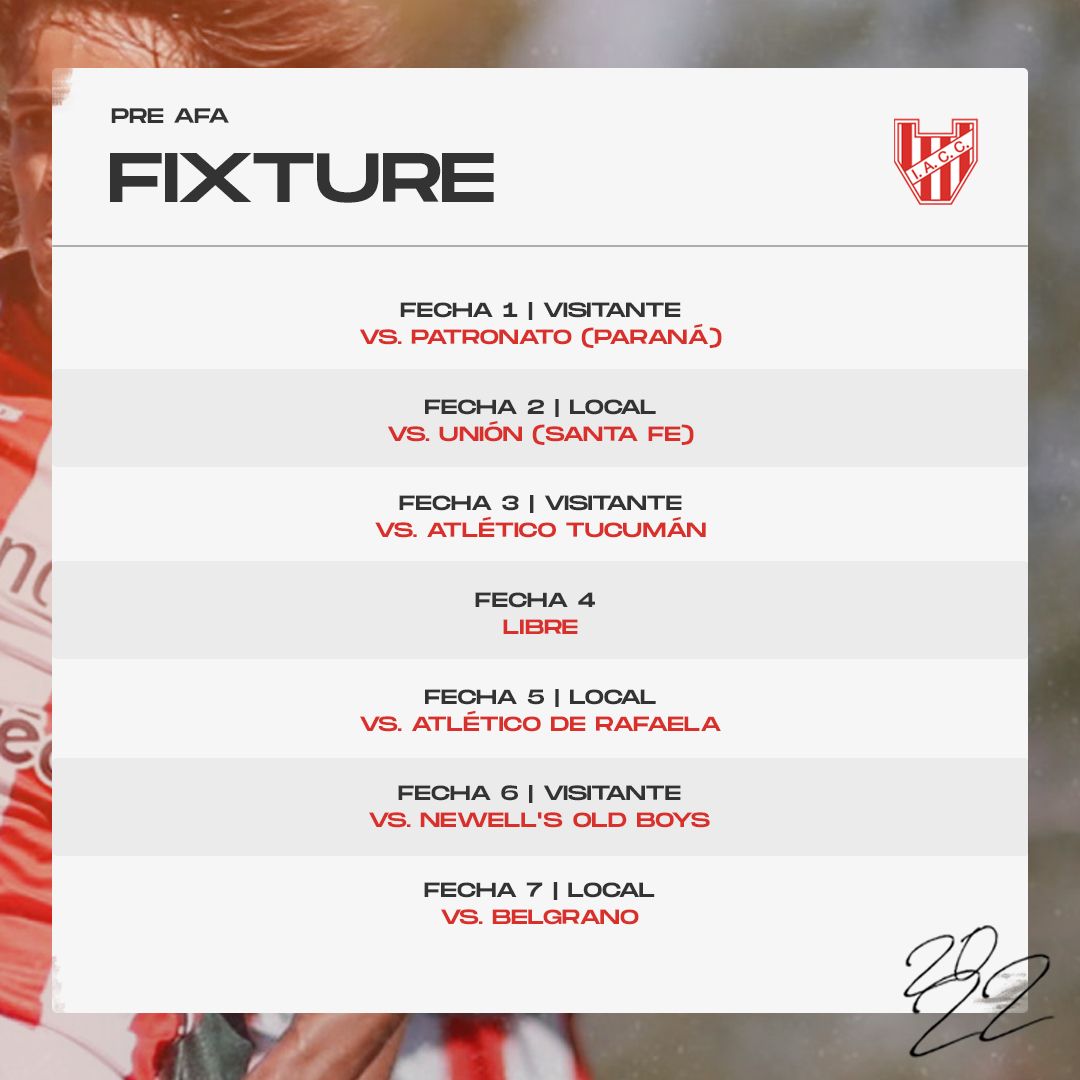 PRE AFA
FIXTURE
I. A. C. C.
FECHA 1 | VISITANTE
VS. PATRONATO (PARANÁ)
FECHA 2 | LOCAL
VS. UNIÓN (SANTA FE)
FECHA 3 | VISITANTE
VS. ATLÉTICO TUCUMÁN
FECHA 4
LIBRE
FECHA 5 | LOCAL
VS. ATLÉTICO DE RAFAELA
FECHA 6 | VISITANTE
VS. NEWELL'S OLD BOYS
FECHA 7 | LOCAL
VS. BELGRANO
2022